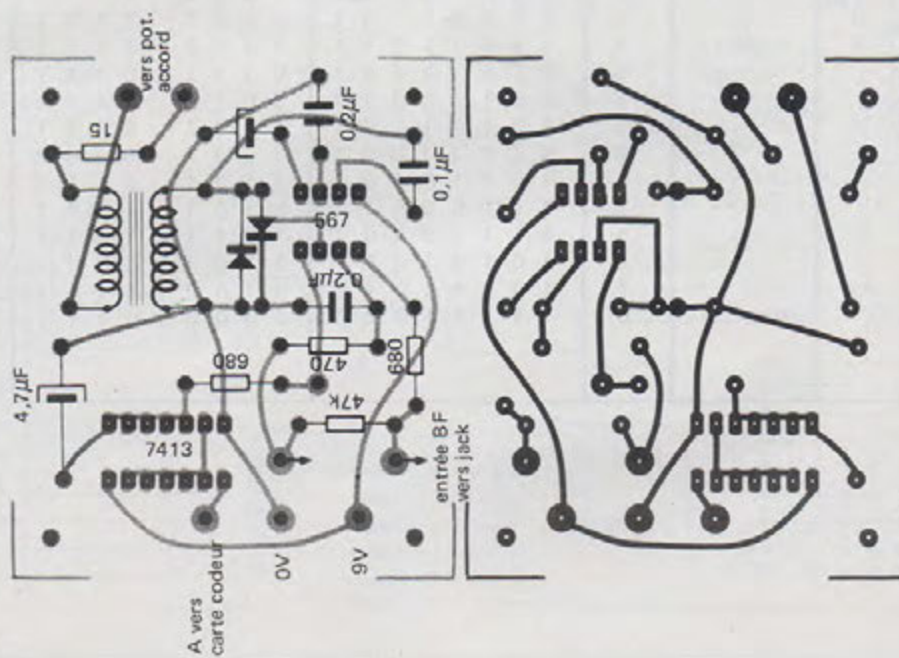 vers pot.
accord
15
0,2µF
0,1µF
567
0,2µF
4,7µF
680
470
680
47k
7413
entrée BF
vers jack
A vers
carte codeur
0V
9V